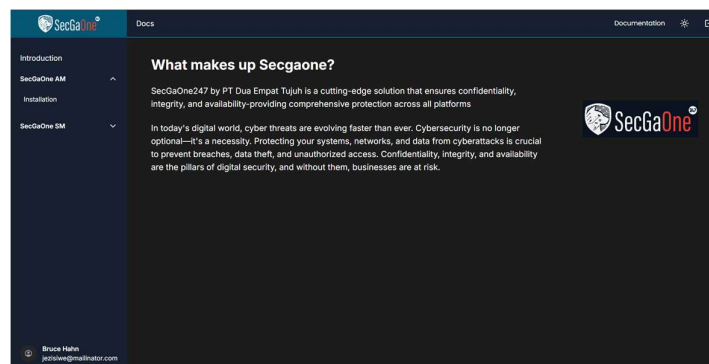 SecGaOne
Docs
Documentation
Introduction
SecGaOne AM
Installation
SecGaOne SM
What makes up Secgaone?
SecGaOne247 by PT Dua Empat Tujuh is a cutting-edge solution that ensures confidentiality,
integrity, and availability-providing comprehensive protection across all platforms
In today's digital world, cyber threats are evolving faster than ever. Cybersecurity is no longer
optional—it's a necessity. Protecting your systems, networks, and data from cyberattacks is crucial
to prevent breaches, data theft, and unauthorized access. Confidentiality, integrity, and availability
are the pillars of digital security, and without them, businesses are at risk.
SecGaOne
Bruce Hahn
jezisiwe@mailinator.com